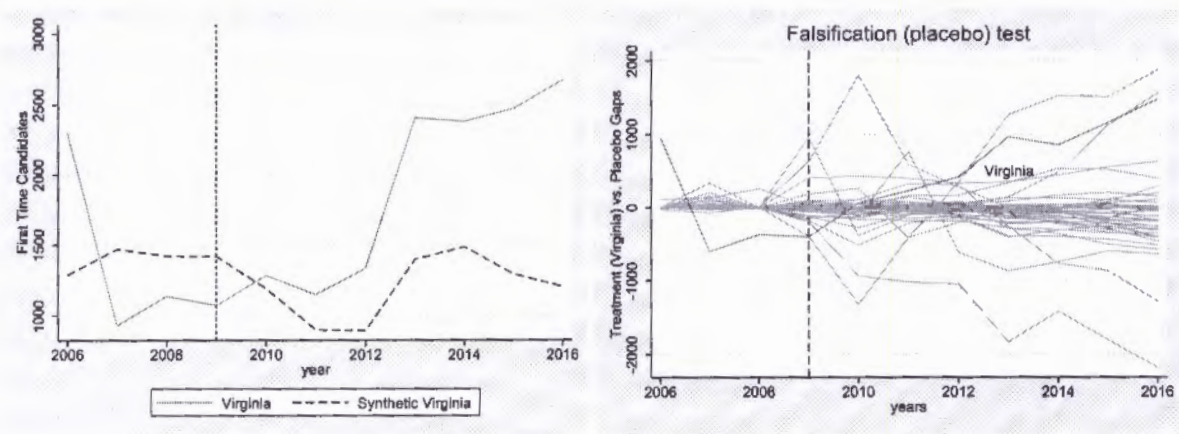 First Time Candidates
3000
2500
2000
1500
1000
2006 2008 2010 2012 2014 2016
year
Virginia Synthetic Virginia
Falsification (placebo) test
Treatment (Virginia) vs. Placebo Gaps
2000
1000
0
-1000
-2000
Virginia
2006 2006 2010 2012 2014 2016
years